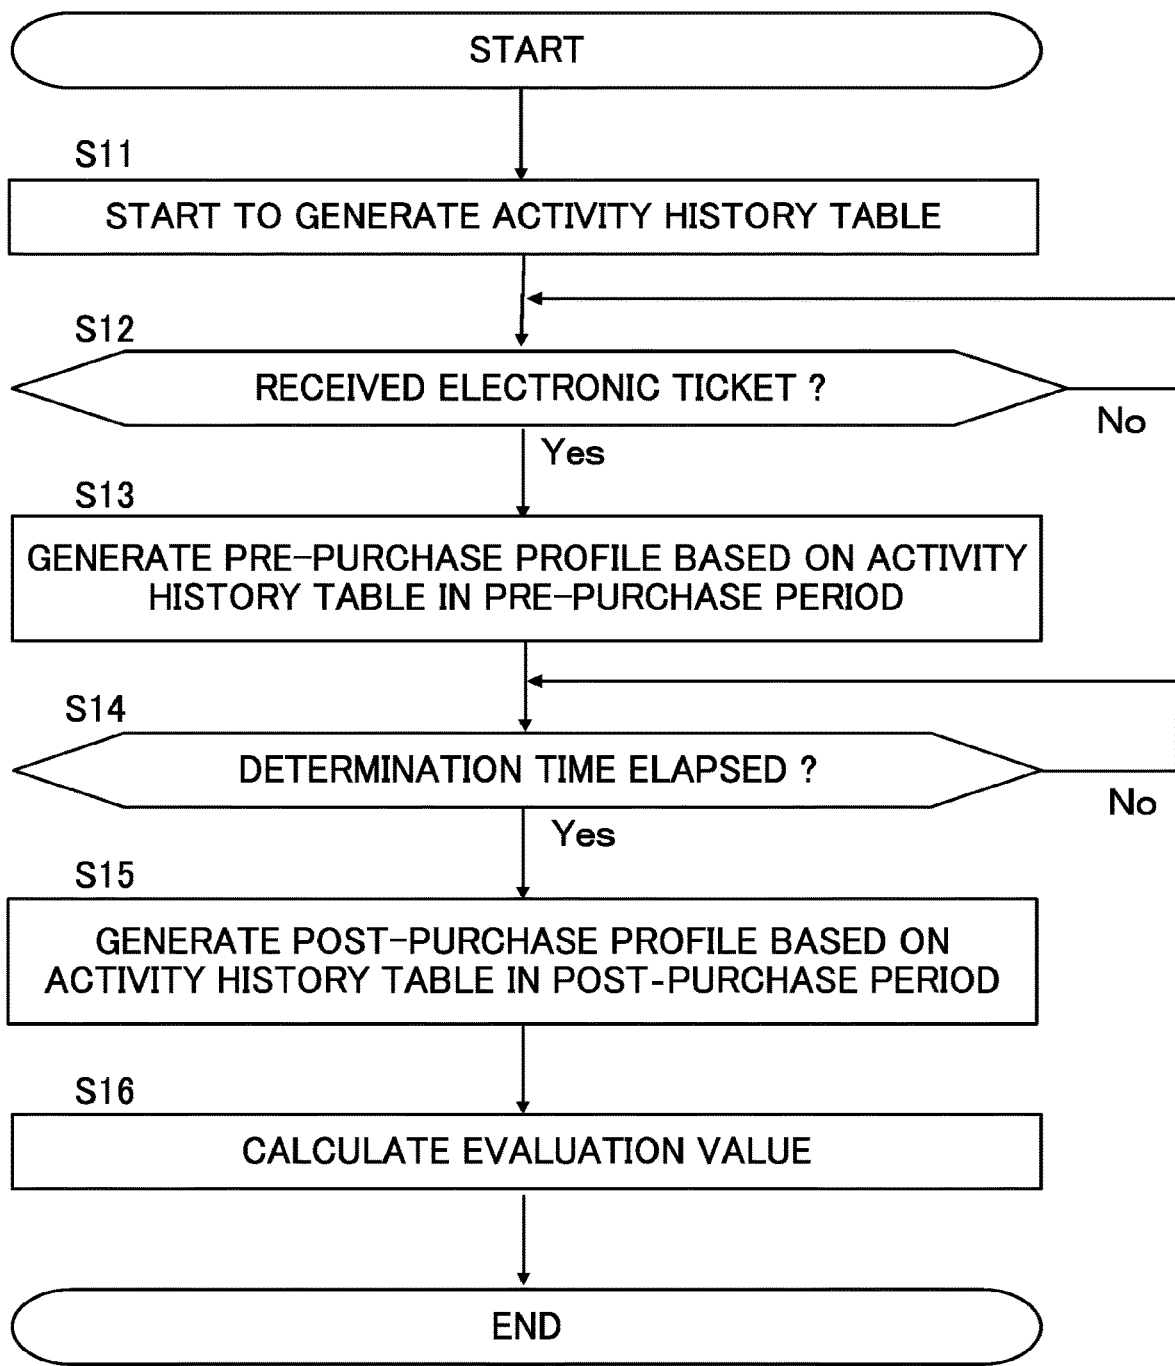 START
S11
START TO GENERATE ACTIVITY HISTORY TABLE
S12
RECEIVED ELECTRONIC TICKET ?
No
Yes
S13
GENERATE PRE-PURCHASE PROFILE BASED ON ACTIVITY
HISTORY TABLE IN PRE-PURCHASE PERIOD
S14
DETERMINATION TIME ELAPSED ?
No
Yes
S15
GENERATE POST-PURCHASE PROFILE BASED ON
ACTIVITY HISTORY TABLE IN POST-PURCHASE PERIOD
S16
CALCULATE EVALUATION VALUE
END